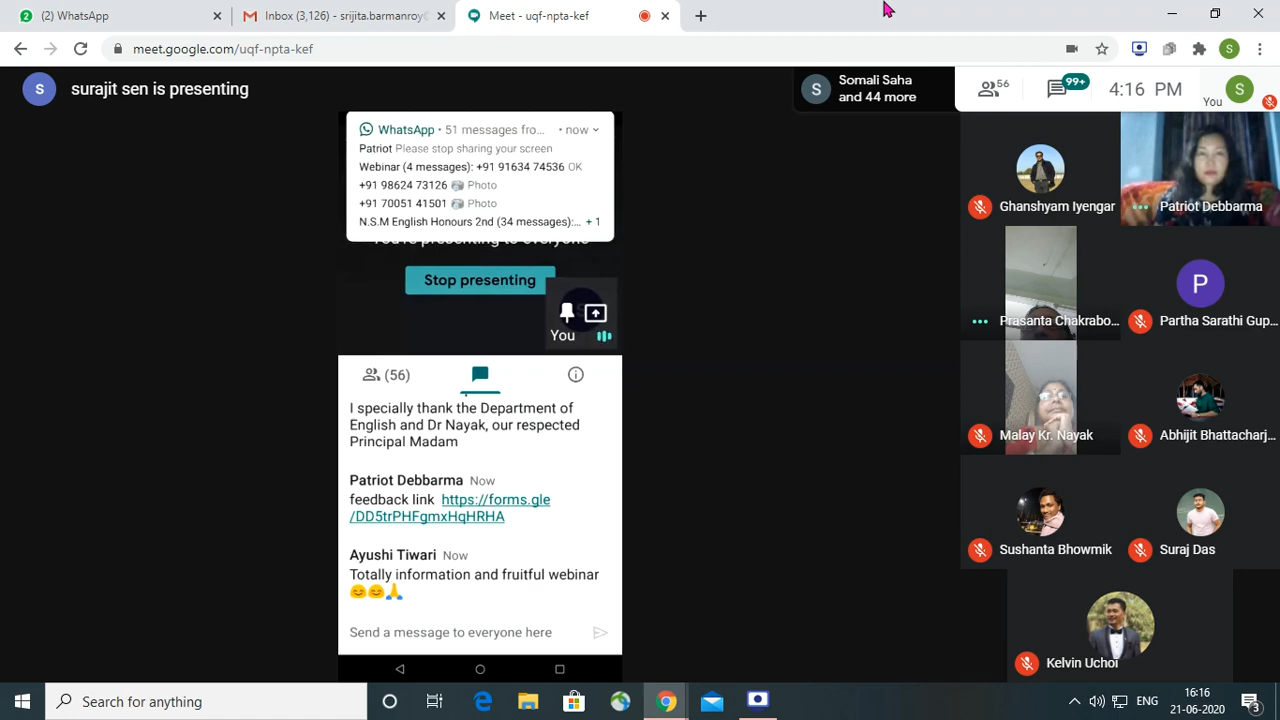 (2) WhatsApp
Inbox (3,126) - srijita.barmanroy@
Meet - uqf-npta-kef
meet.google.com/uqf-npta-kef
S
S
surajit sen is presenting
S
Somali Saha
and 44 more
56
99+
4:16 PM
You
S
WhatsApp • 51 messages fro... • now
Patriot Please stop sharing your screen
Webinar (4 messages): +91 91634 74536 OK
+91 98624 73126 Photo
+91 70051 41501 Photo
N.S.M English Honours 2nd (34 messages):... + 1
You're presenting to everyone
Stop presenting
You
(56)
I specially thank the Department of
English and Dr Nayak, our respected
Principal Madam
Patriot Debbarma Now
feedback link https://forms.gle
/DD5trPHFgmxHqHRHA
Ayushi Tiwari Now
Totally information and fruitful webinar
😊😊🙏
Send a message to everyone here
Ghanshyam Iyengar
Patriot Debbarma
Prasanta Chakrabo...
P
Partha Sarathi Gup...
Malay Kr. Nayak
Abhijit Bhattacharj...
Sushanta Bhowmik
Suraj Das
Kelvin Uchoi
Search for anything
ENG
16:16
21-06-2020
3